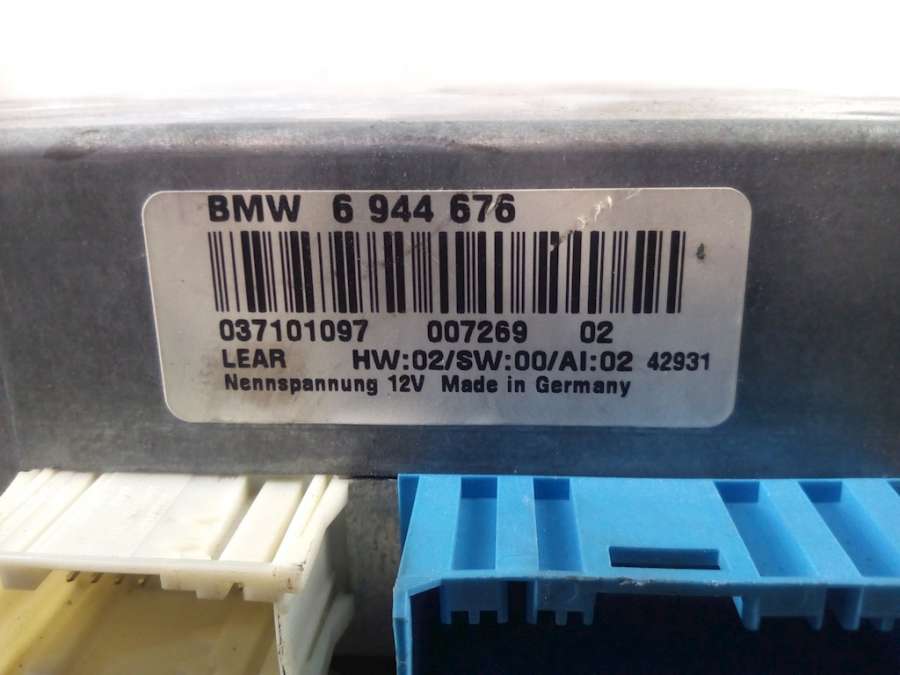 BMW 6 944 676
037101097 007269 02
LEAR HW:02/SW:00/AI:02 42931
Nennspannung 12V Made in Germany